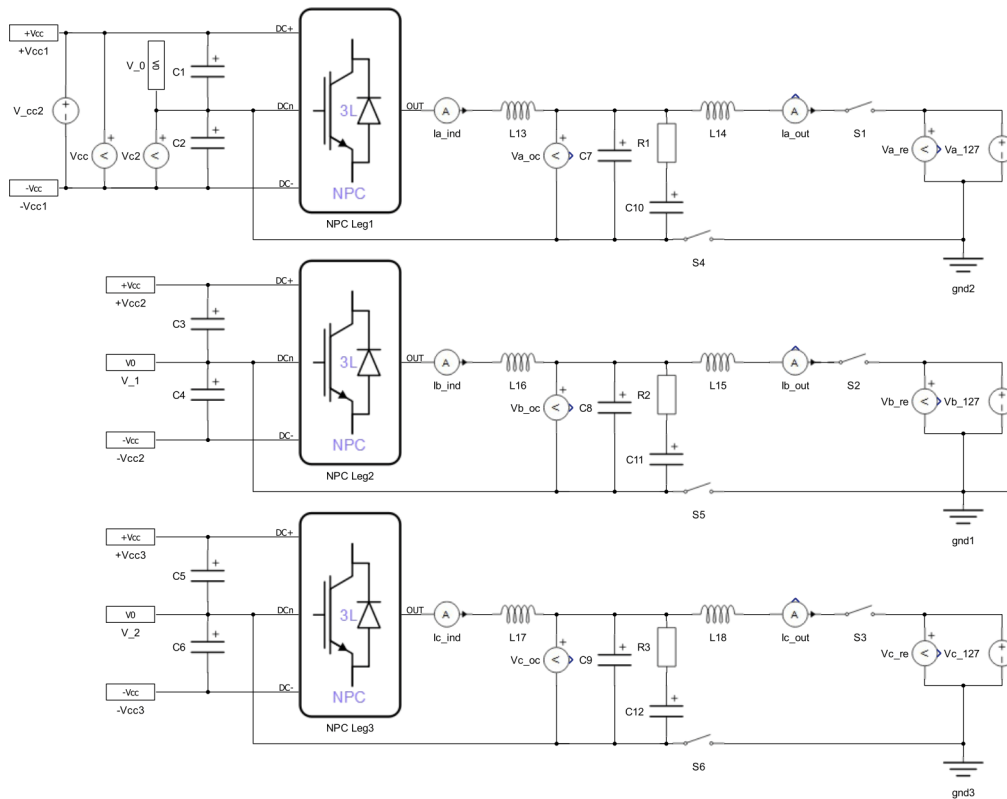 +Vcc
+Vcc1
V_cc2
Vcc
V_0
V0
Vc2
C1
C2
-Vcc
-Vcc1
DC+
DCn
DC-
3L
NPC
NPC Leg1
OUT
A
Ia_ind
L13
Va_oc
C7
R1
C10
L14
A
Ia_out
S1
S4
Va_re
Va_127
gnd2
+Vcc
+Vcc2
C3
V0
V_1
C4
-Vcc
-Vcc2
DC+
DCn
DC-
3L
NPC
NPC Leg2
OUT
A
Ib_ind
L16
Vb_oc
C8
R2
C11
L15
A
Ib_out
S2
S5
Vb_re
Vb_127
gnd1
+Vcc
+Vcc3
C5
V0
V_2
C6
-Vcc
-Vcc3
DC+
DCn
DC-
3L
NPC
NPC Leg3
OUT
A
Ic_ind
L17
Vc_oc
C9
R3
C12
L18
A
Ic_out
S3
S6
Vc_re
Vc_127
gnd3